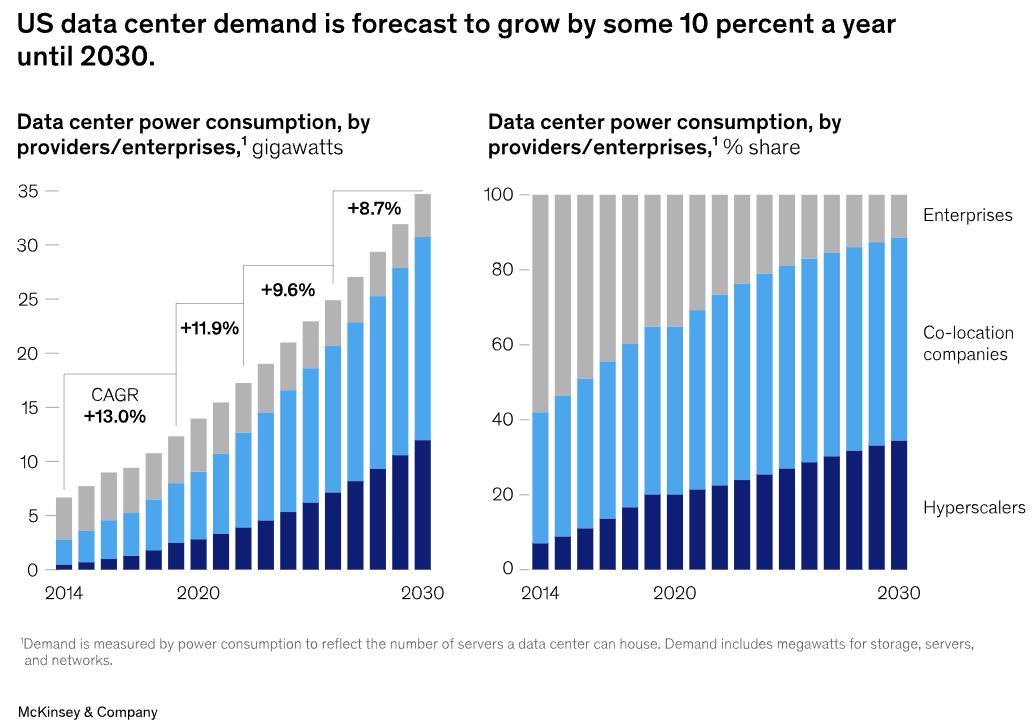 US data center demand is forecast to grow by some 10 percent a year
until 2030.
Data center power consumption, by
providers/enterprises,¹ gigawatts
35
30
25
20
15
10
5
0
+8.7%
+9.6%
+11.9%
CAGR
+13.0%
2014
2020
2030
Data center power consumption, by
providers/enterprises,¹ % share
100
80
60
40
20
0
Enterprises
Co-location
companies
Hyperscalers
2014
2020
2030
¹Demand is measured by power consumption to reflect the number of servers a data center can house. Demand includes megawatts for storage, servers,
and networks.
McKinsey & Company